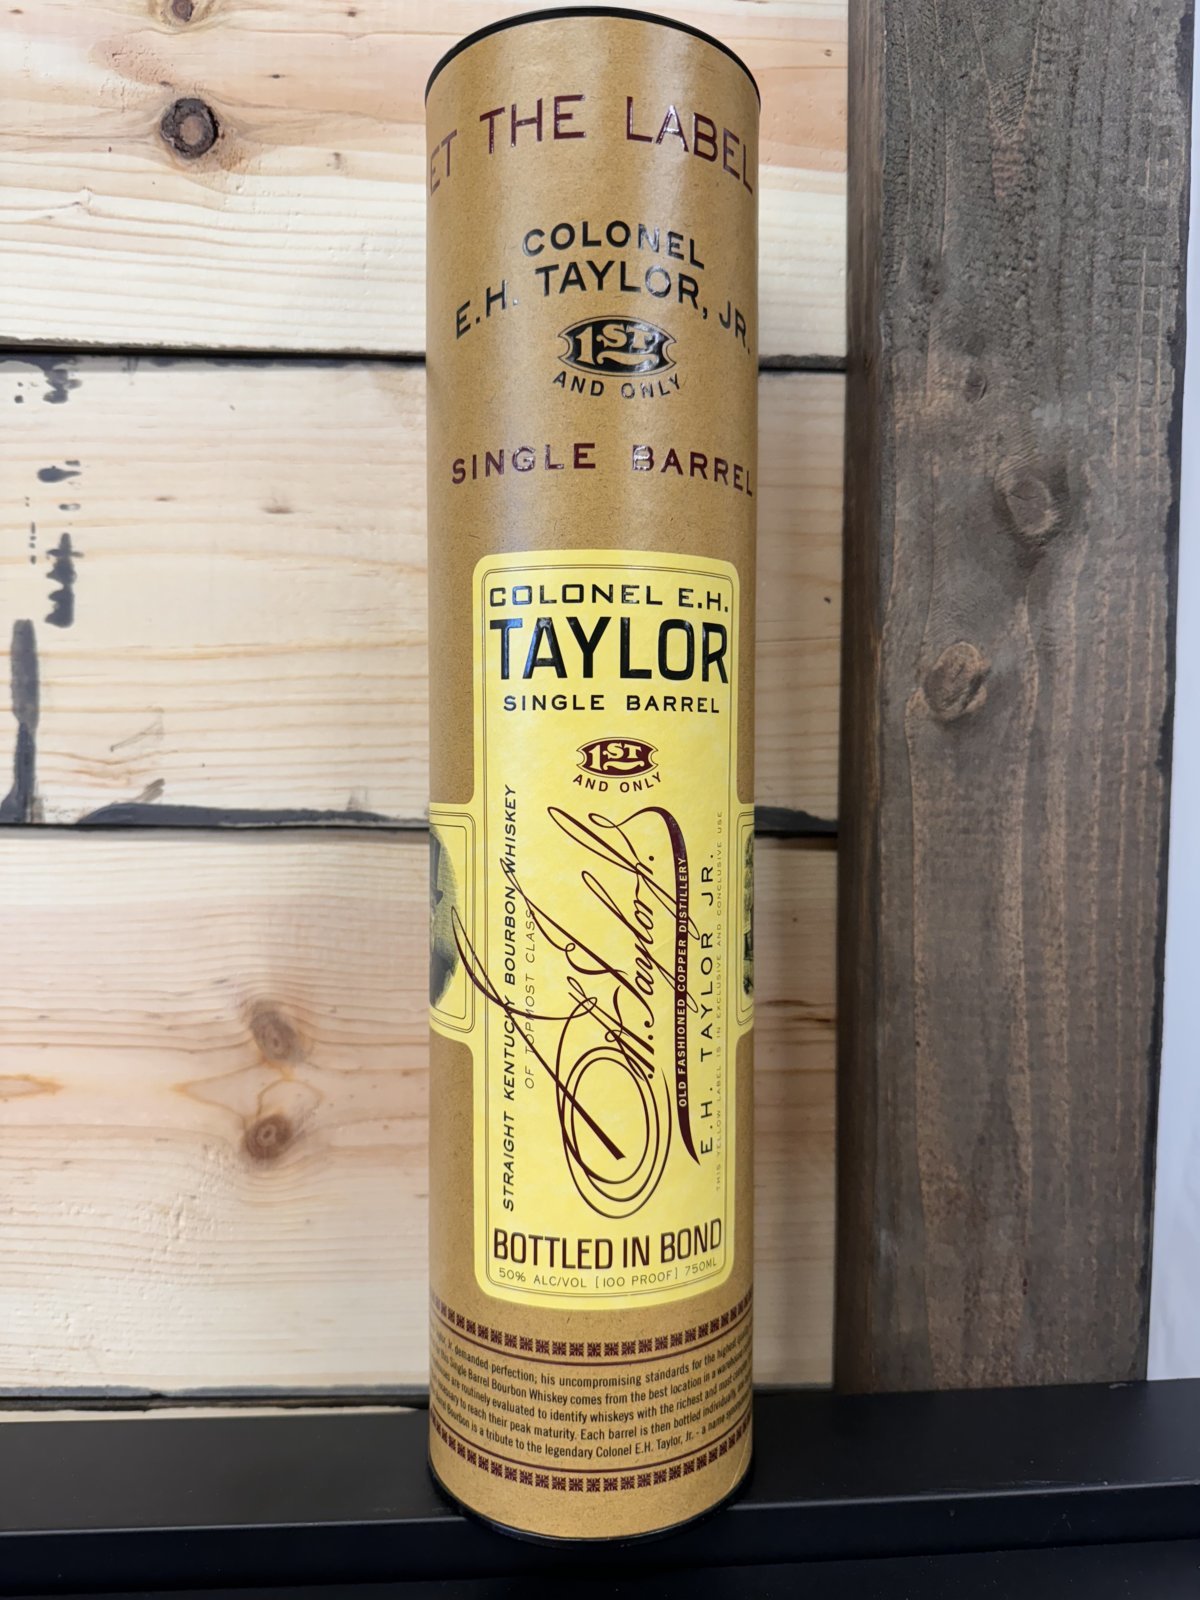 THE LABEL
COLONEL
E.H. TAYLOR, JR.
1ST
AND ONLY
SINGLE BARREL
COLONEL E.H.
TAYLOR
SINGLE BARREL
1ST
AND ONLY
STRAIGHT KENTUCKY BOURBON WHISKEY
OF TOPMOST CLASS
E.H. Taylor Jr.
OLD FASHIONED COPPER DISTILLERY
E.H. TAYLOR JR.
THIS YELLOW LABEL IS IN EXCLUSIVE AND CONCLUSIVE USE
BOTTLED IN BOND
50% ALC/VOL [100 PROOF] 750ML
Jr. demanded perfection; his uncompromising standards for the highest
this Single Barrel Bourbon Whiskey comes from the best location in a warehouse
are routinely evaluated to identify whiskeys with the richest and most
to reach their peak maturity. Each barrel is then bottled individually,
Bourbon is a tribute to the legendary Colonel E.H. Taylor, Jr. - a name